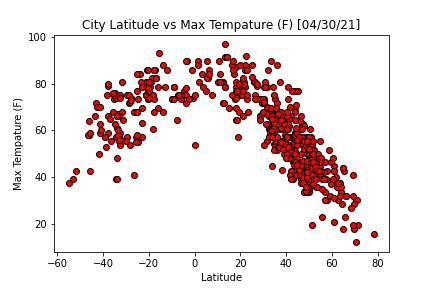 City Latitude vs Max Tempature (F) [04/30/21]
100
80
60
40
20
Max Tempature (F)
−60 −40 −20 0 20 40 60 80
Latitude